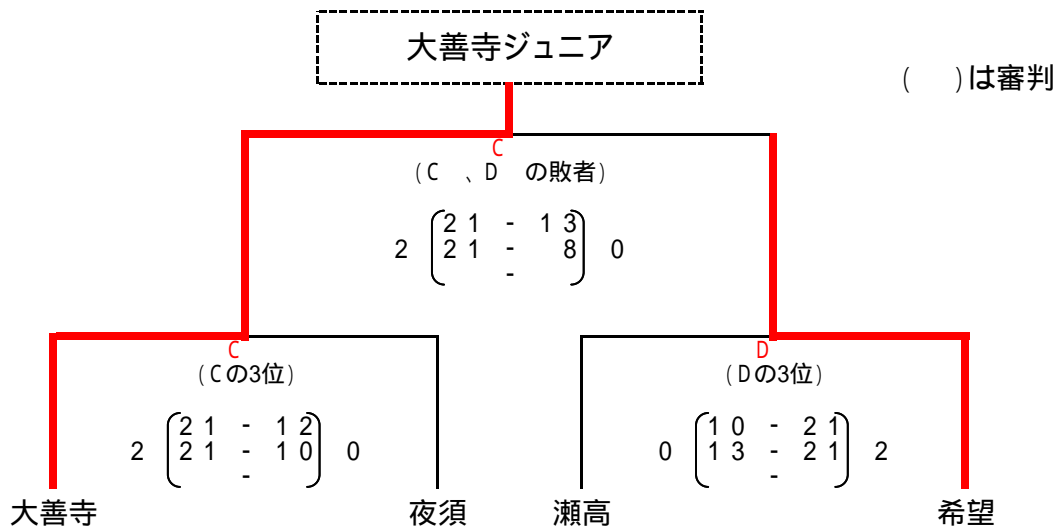 大善寺ジュニア
(　)は審判
C
(C 、D の敗者)
2 21 - 13 0
21 - 8
-
C
(Cの3位)
D
(Dの3位)
2 21 - 12 0
21 - 10
-
0 10 - 21 2
13 - 21
-
大善寺 夜須 瀬高 希望